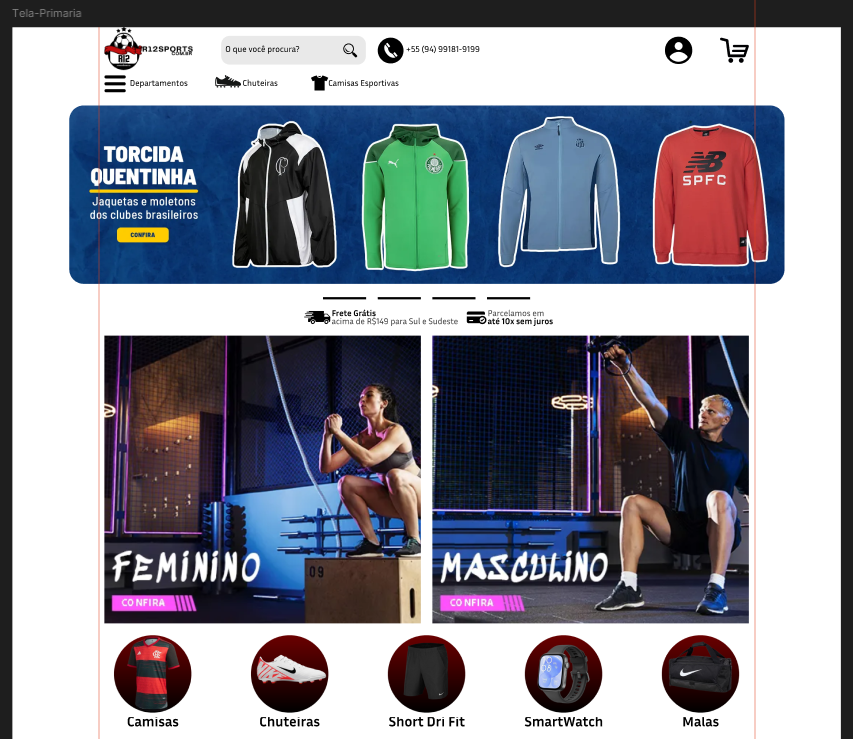 Tela-Primaria
R12SPORTS
.COM.BR
R12
O que você procura?
+55 (94) 99181-9199
Departamentos
Chuteiras
Camisas Esportivas
TORCIDA
QUENTINHA
Jaquetas e moletons
dos clubes brasileiros
CONFIRA
SPFC
Frete Grátis
acima de R$149 para Sul e Sudeste
Parcelamos em
até 10x sem juros
FEMININO
CONFIRA
09
MASCULINO
CONFIRA
Camisas
Chuteiras
Short Dri Fit
SmartWatch
Malas